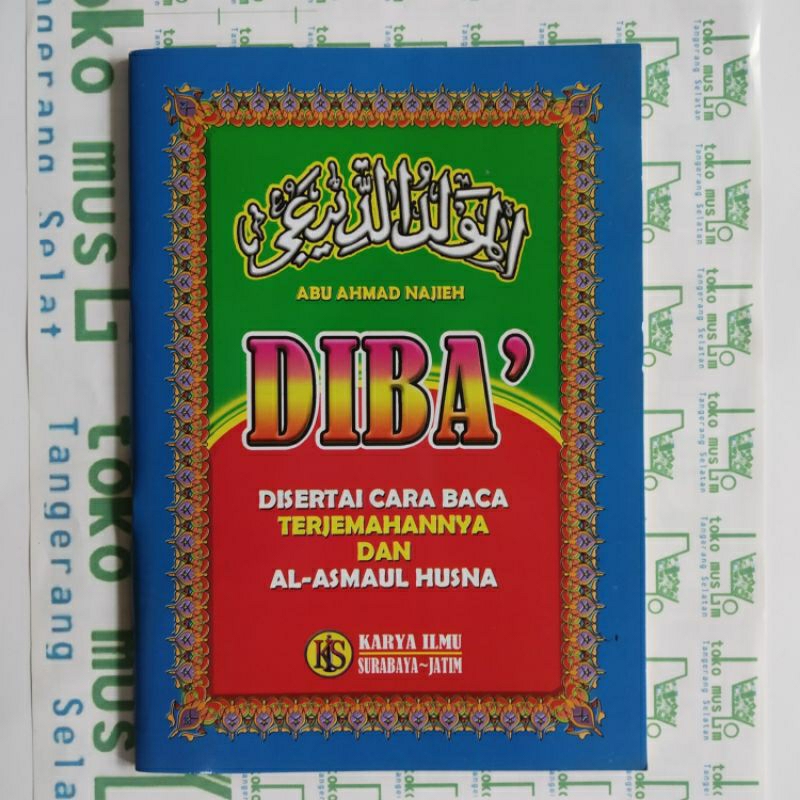 المولد الديبعي
ABU AHMAD NAJIEH
DIBA'
DISERTAI CARA BACA
TERJEMAHANNYA
DAN
AL-ASMAUL HUSNA
KIS
KARYA ILMU
SURABAYA~JATIM
toko musLim
Tangerang Selatan